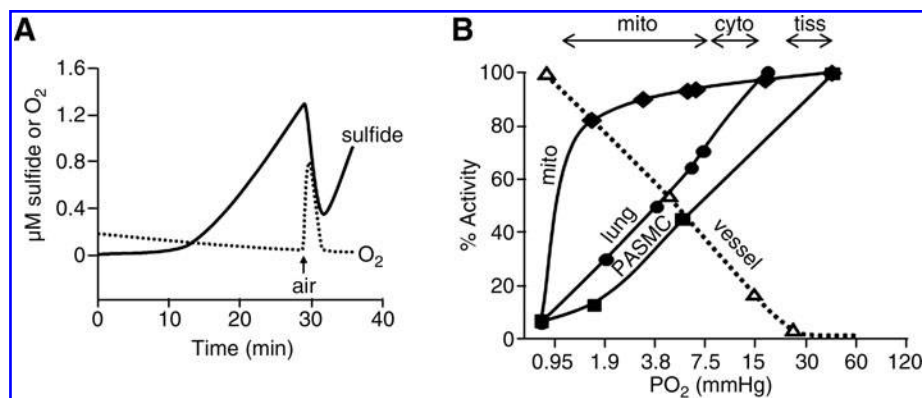 A
µM sulfide or O2
1.6
1.2
0.8
0.4
0
sulfide
O2
air
0
10
20
30
40
Time (min)
B
mito
cyto
tiss
% Activity
100
80
60
40
20
0
mito
lung
PASMC
vessel
0.95
1.9
3.8
7.5
15
30
60
120
PO2 (mmHg)